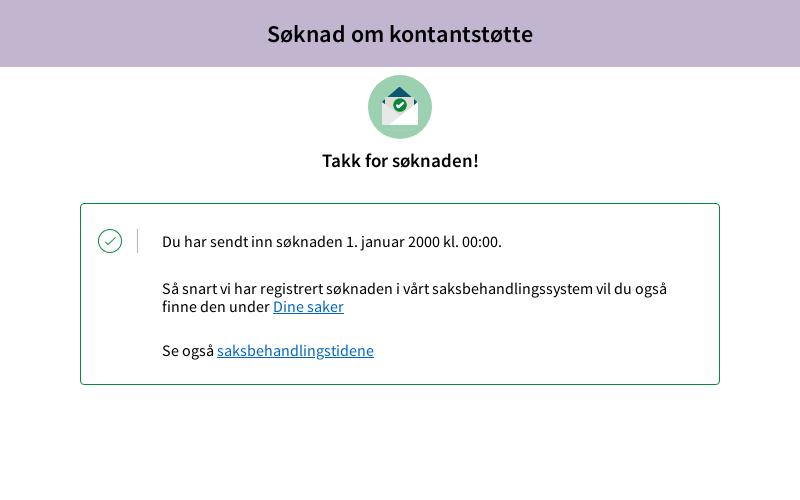 Søknad om kontantstøtte
Takk for søknaden!
Du har sendt inn søknaden 1. januar 2000 kl. 00:00.
Så snart vi har registrert søknaden i vårt saksbehandlingssystem vil du også
finne den under Dine saker
Se også saksbehandlingstidene